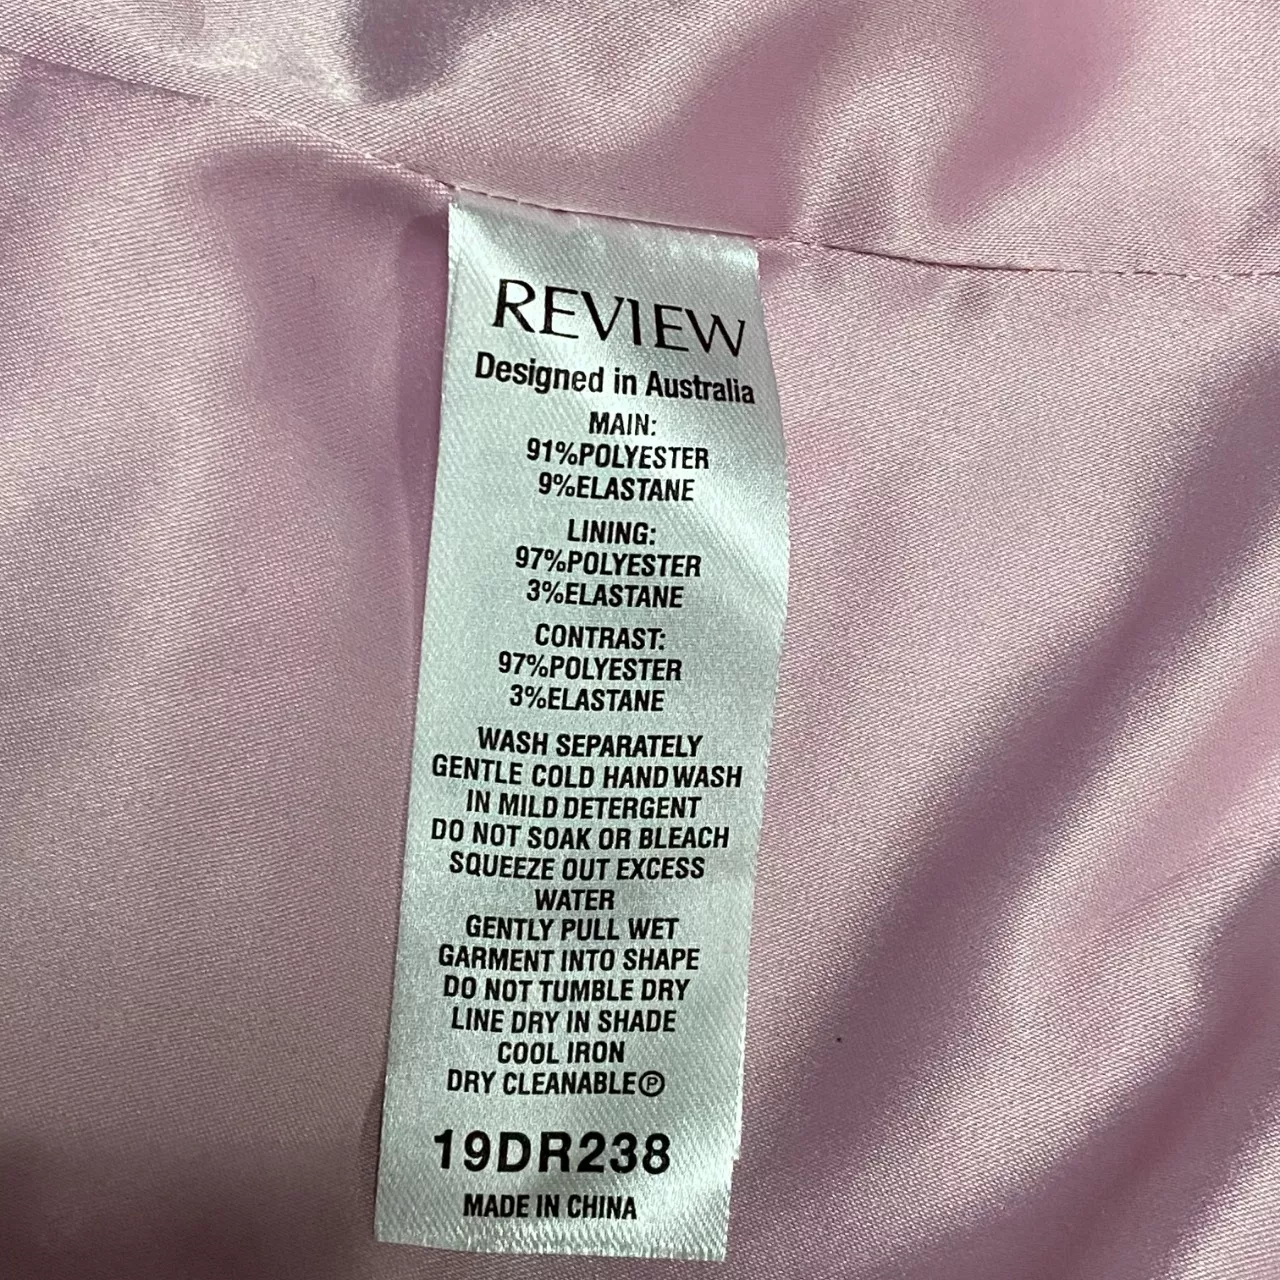 REVIEW
Designed in Australia
MAIN:
91%POLYESTER
9%ELASTANE
LINING:
97%POLYESTER
3%ELASTANE
CONTRAST:
97%POLYESTER
3%ELASTANE
WASH SEPARATELY
GENTLE COLD HAND WASH
IN MILD DETERGENT
DO NOT SOAK OR BLEACH
SQUEEZE OUT EXCESS
WATER
GENTLY PULL WET
GARMENT INTO SHAPE
DO NOT TUMBLE DRY
LINE DRY IN SHADE
COOL IRON
DRY CLEANABLEⓅ
19DR238
MADE IN CHINA